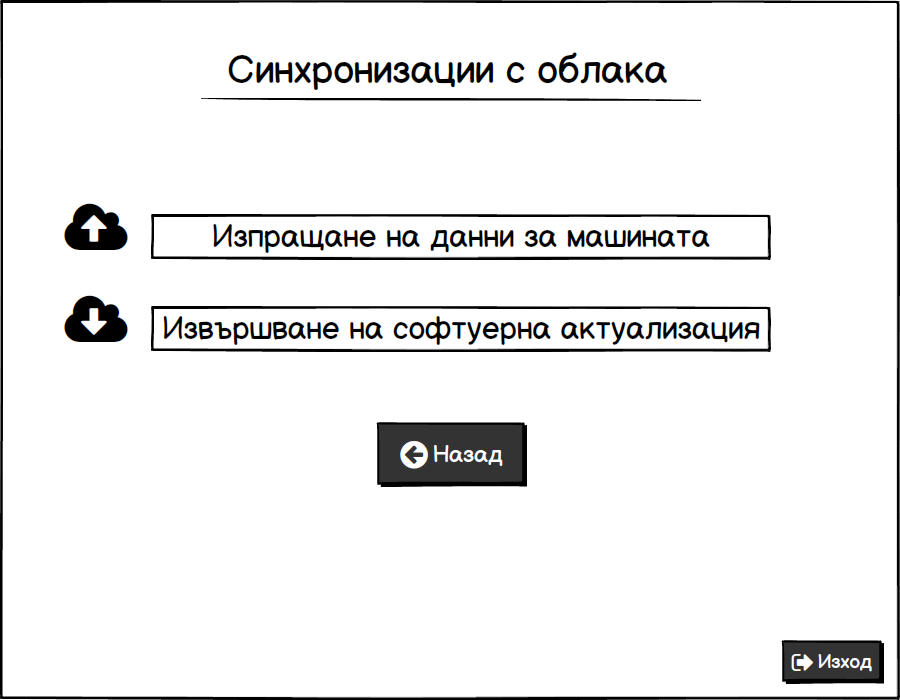 Синхронизации с облака
Изпращане на данни за машината
Извършване на софтуерна актуализация
Назад
Изход